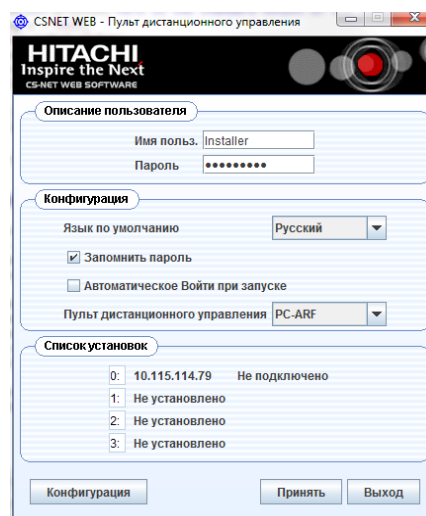 CSNET WEB - Пульт дистанционного управления
HITACHI
Inspire the Next
CS-NET WEB SOFTWARE
Описание пользователя
Имя польз. Installer
Пароль •••••••••
Конфигурация
Язык по умолчанию Русский
Запомнить пароль
Автоматическое Войти при запуске
Пульт дистанционного управления PC-ARF
Список установок
0: 10.115.114.79 Не подключено
1: Не установлено
2: Не установлено
3: Не установлено
Конфигурация Принять Выход